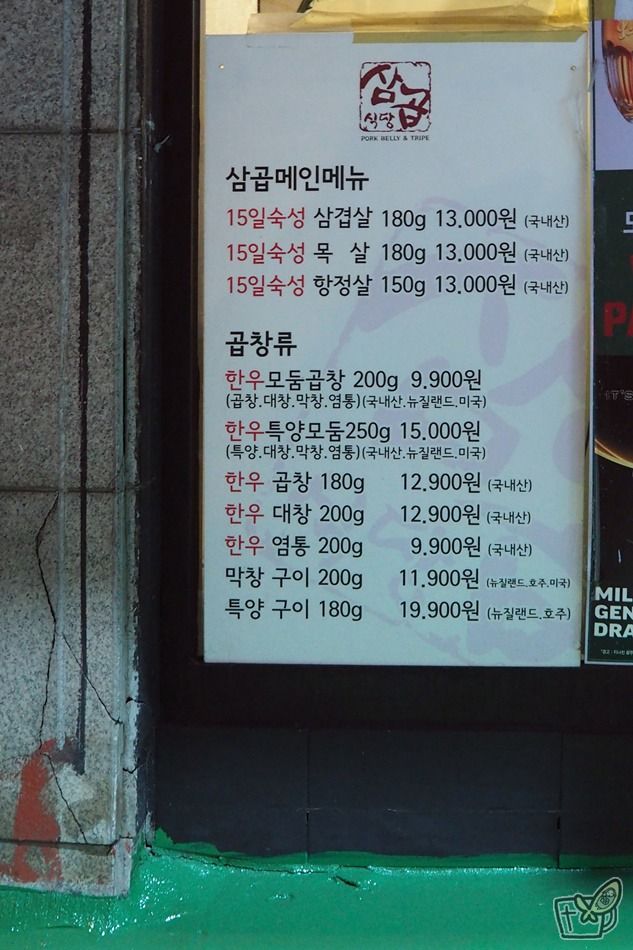 삼곱
식당
PORK BELLY & TRIPE
삼곱메인메뉴
15일숙성 삼겹살 180g 13.000원 (국내산)
15일숙성 목 살 180g 13.000원 (국내산)
15일숙성 항정살 150g 13.000원 (국내산)
곱창류
한우모둠곱창 200g 9.900원
(곱창.대창.막창.염통)(국내산.뉴질랜드.미국)
한우특양모둠250g 15.000원
(특양.대창.막창.염통)(국내산.뉴질랜드.미국)
한우 곱창 180g 12.900원 (국내산)
한우 대창 200g 12.900원 (국내산)
한우 염통 200g 9.900원 (국내산)
막창 구이 200g 11.900원 (뉴질랜드.호주.미국)
특양 구이 180g 19.900원 (뉴질랜드.호주)
IT'S
MIL
GEN
DRA